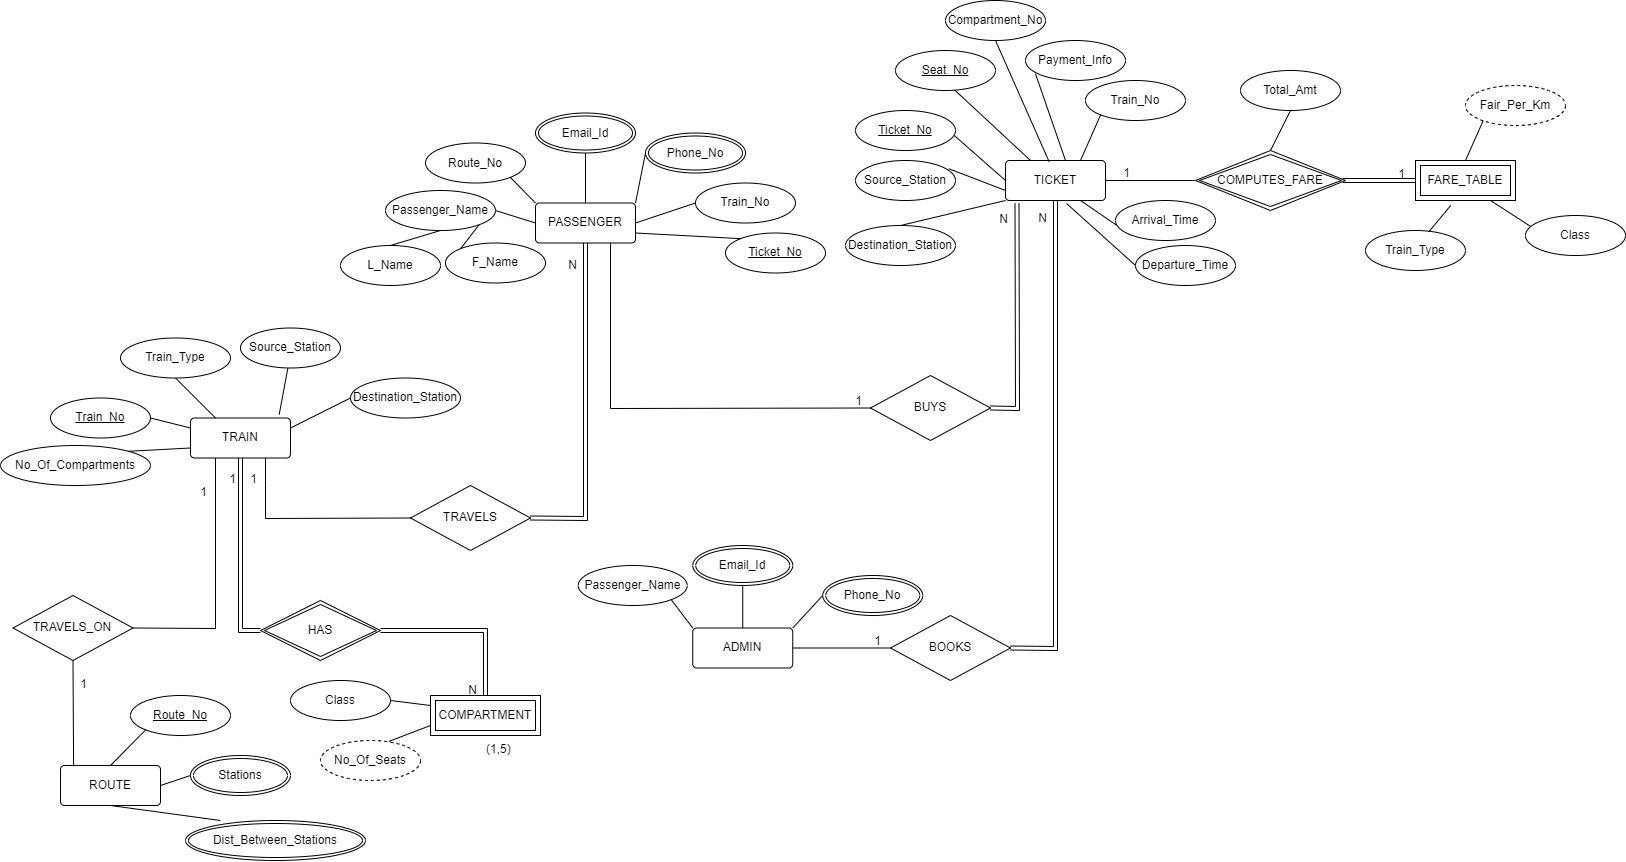 Compartment_No
Seat_No
Payment_Info
Train_No
Total_Amt
Fair_Per_Km
Ticket_No
Source_Station
Destination_Station
TICKET
1
COMPUTES_FARE
1
FARE_TABLE
Arrival_Time
Departure_Time
Train_Type
Class
N
N
Email_Id
Phone_No
Route_No
Passenger_Name
L_Name
F_Name
PASSENGER
Train_No
Ticket_No
N
Train_Type
Source_Station
Destination_Station
Train_No
No_Of_Compartments
TRAIN
1
1
1
1
BUYS
TRAVELS
Passenger_Name
Email_Id
Phone_No
ADMIN
1
BOOKS
TRAVELS_ON
1
HAS
N
Class
COMPARTMENT
No_Of_Seats
(1,5)
Route_No
Stations
ROUTE
Dist_Between_Stations